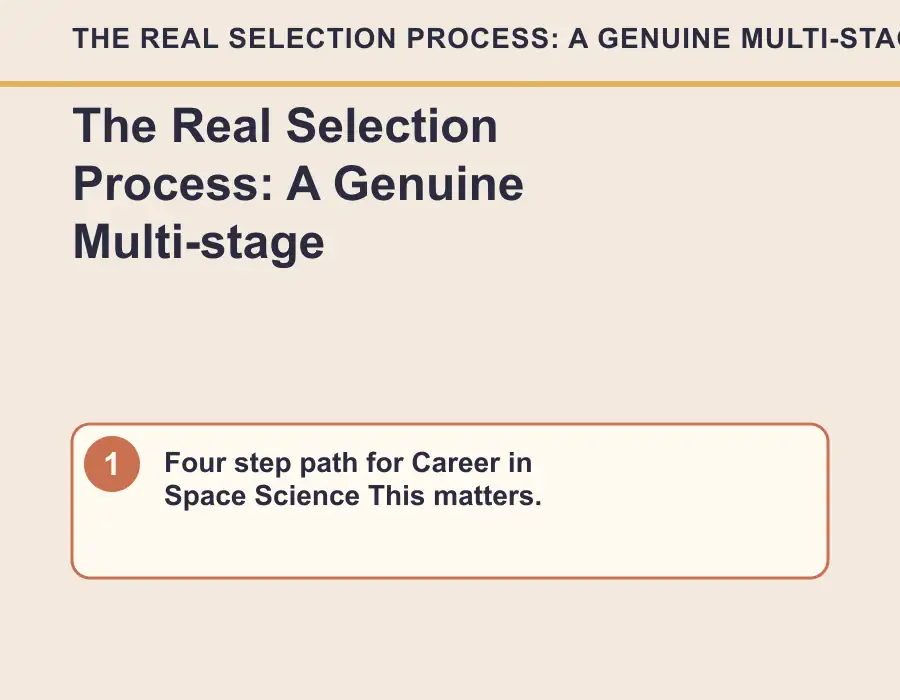 THE REAL SELECTION PROCESS: A GENUINE MULTI-STA
The Real Selection
Process: A Genuine
Multi-stage
1
Four step path for Career in
Space Science This matters.